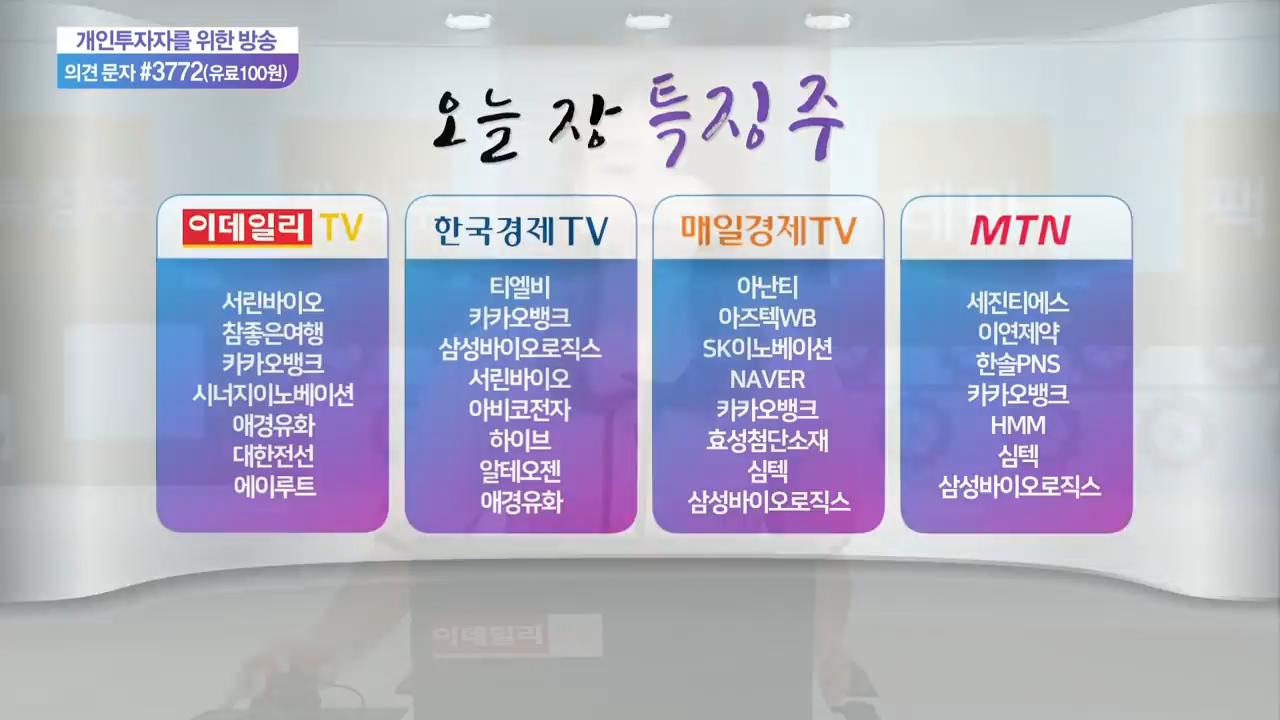 개인투자자를 위한 방송
의견 문자 #3772(유료100원)
오늘 장 특징주
이데일리 TV
서린바이오
참좋은여행
카카오뱅크
시너지이노베이션
애경유화
대한전선
에이루트
한국경제TV
티엘비
카카오뱅크
삼성바이오로직스
서린바이오
아비코전자
하이브
알테오젠
애경유화
매일경제TV
아난티
아즈텍WB
SK이노베이션
NAVER
카카오뱅크
효성첨단소재
심텍
삼성바이오로직스
MTN
세진티에스
이연제약
한솔PNS
카카오뱅크
HMM
심텍
삼성바이오로직스
이데일리